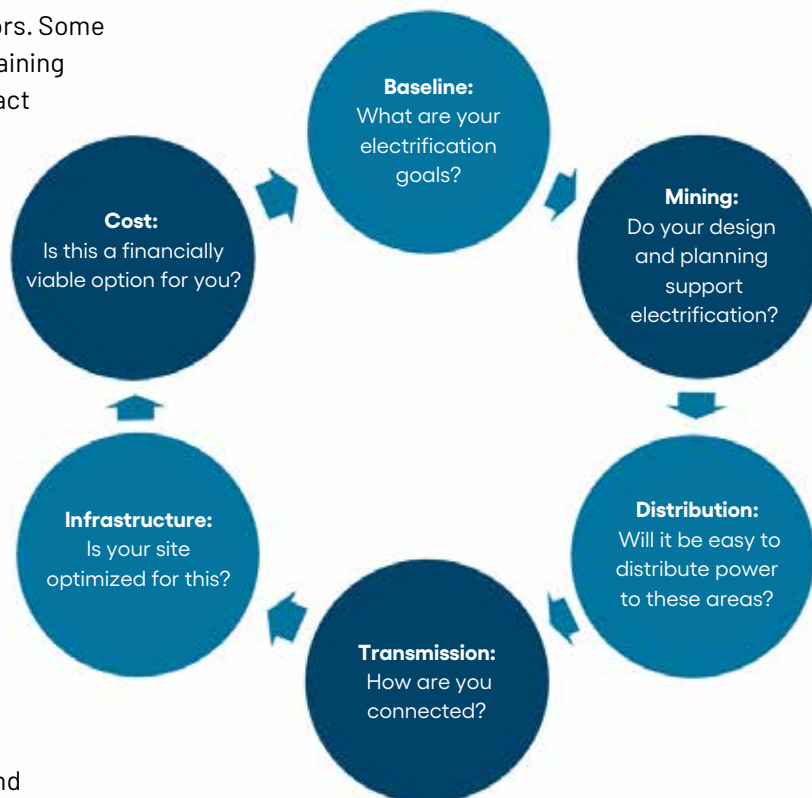 ors. Some
aining
act
Baseline:
What are your
electrification
goals?
Mining:
Do your design
and planning
support
electrification?
Distribution:
Will it be easy to
distribute power
to these areas?
Transmission:
How are you
connected?
Infrastructure:
Is your site
optimized for this?
Cost:
Is this a financially
viable option for you?
nd